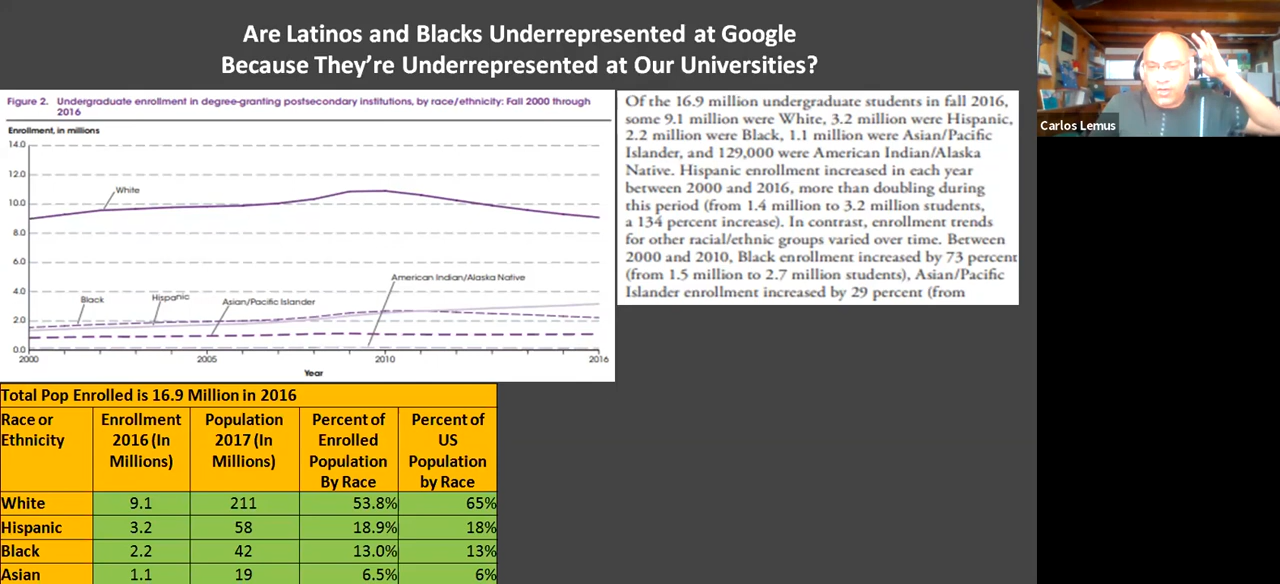 Are Latinos and Blacks Underrepresented at Google
Because They're Underrepresented at Our Universities?
Figure 2. Undergraduate enrollment in degree-granting postsecondary institutions, by race/ethnicity: Fall 2000 through
2016
Enrollment, in millions
14.0
12.0
10.0
8.0
6.0
4.0
2.0
0.0
White
American Indian/Alaska Native
Black
Hispanic
Asian/Pacific Islander
2000
2005
2010
2016
Year
Of the 16.9 million undergraduate students in fall 2016,
some 9.1 million were White, 3.2 million were Hispanic,
2.2 million were Black, 1.1 million were Asian/Pacific
Islander, and 129,000 were American Indian/Alaska
Native. Hispanic enrollment increased in each year
between 2000 and 2016, more than doubling during
this period (from 1.4 million to 3.2 million students,
a 134 percent increase). In contrast, enrollment trends
for other racial/ethnic groups varied over time. Between
2000 and 2010, Black enrollment increased by 73 percent
(from 1.5 million to 2.7 million students), Asian/Pacific
Islander enrollment increased by 29 percent (from
Carlos Lemus
Total Pop Enrolled is 16.9 Million in 2016
Race or Ethnicity Enrollment 2016 (In Millions) Population 2017 (In Millions) Percent of Enrolled Population By Race Percent of US Population by Race
White 9.1 211 53.8% 65%
Hispanic 3.2 58 18.9% 18%
Black 2.2 42 13.0% 13%
Asian 1.1 19 6.5% 6%